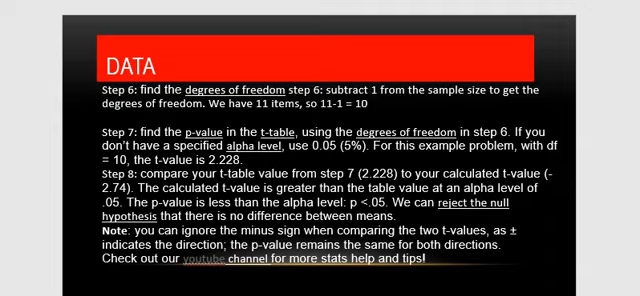 DATA
Step 6: find the degrees of freedom step 6: subtract 1 from the sample size to get the
degrees of freedom. We have 11 items, so 11-1 = 10
Step 7: find the p-value in the t-table, using the degrees of freedom in step 6. If you
don't have a specified alpha level, use 0.05 (5%). For this example problem, with df
= 10, the t-value is 2.228.
Step 8: compare your t-table value from step 7 (2.228) to your calculated t-value (-
2.74). The calculated t-value is greater than the table value at an alpha level of
.05. The p-value is less than the alpha level: p <.05. We can reject the null
hypothesis that there is no difference between means.
Note: you can ignore the minus sign when comparing the two t-values, as ±
indicates the direction; the p-value remains the same for both directions.
Check out our youtube channel for more stats help and tips!